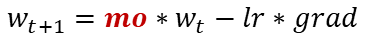 w_{t+1} = mo * w_t − lr * grad